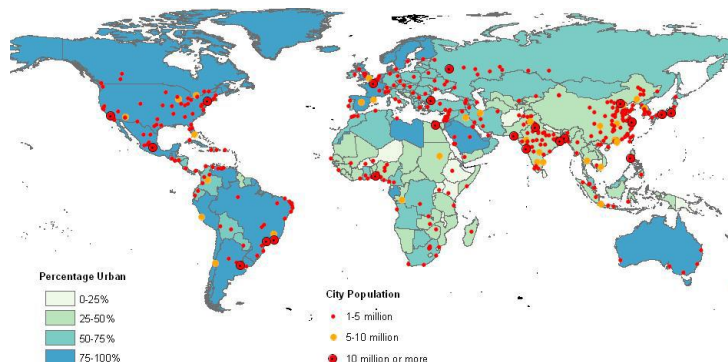 Percentage Urban
0-25%
25-50%
50-75%
75-100%
City Population
1-5 million
5-10 million
10 million or more